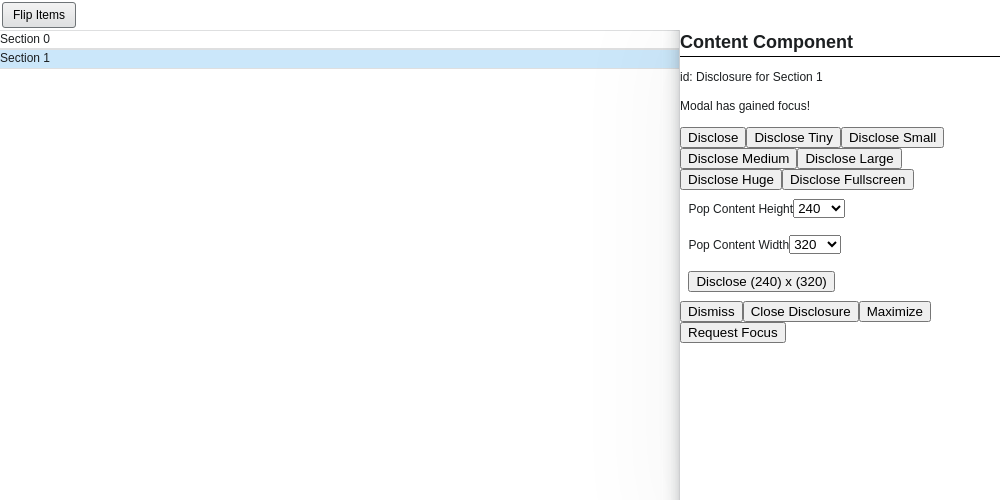 Flip Items
Section 0
Section 1
Content Component
id: Disclosure for Section 1
Modal has gained focus!
Disclose Disclose Tiny Disclose Small
Disclose Medium Disclose Large
Disclose Huge Disclose Fullscreen
Pop Content Height 240
Pop Content Width 320
Disclose (240) x (320)
Dismiss Close Disclosure Maximize
Request Focus